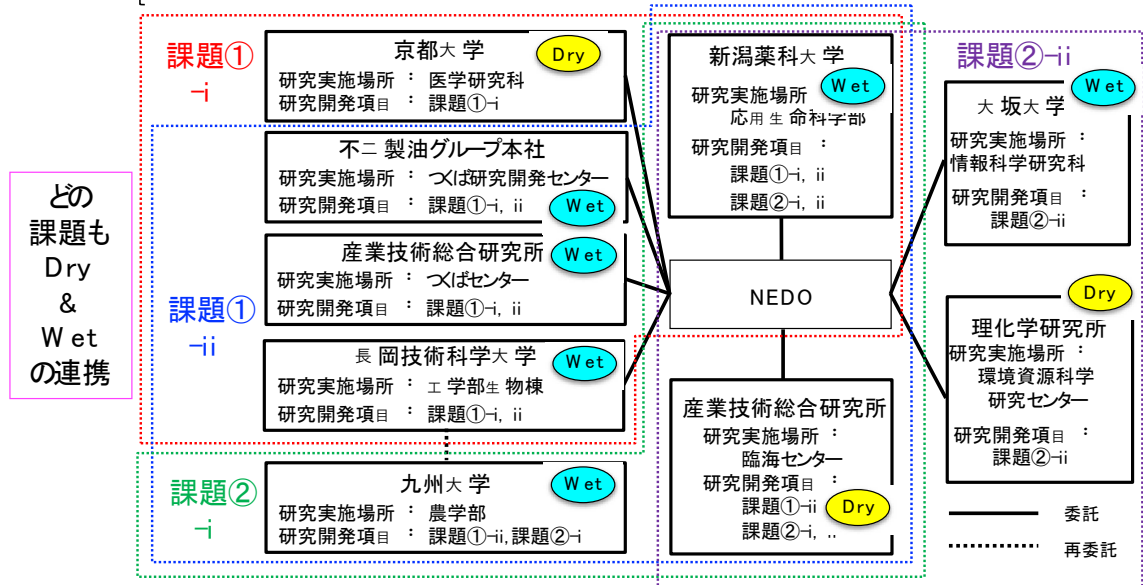 課題①
-i
京都大学
Dry
研究実施場所 : 医学研究科
研究開発項目 : 課題①-i
不二製油グループ本社
研究実施場所 : つくば研究開発センター
研究開発項目 : 課題①-i, ii
Wet
産業技術総合研究所
Wet
研究実施場所 : つくばセンター
研究開発項目 : 課題①-i, ii
課題①
-ii
長岡技術科学大学
Wet
研究実施場所 : 工学部生物棟
研究開発項目 : 課題①-i, ii
課題②
-i
九州大学
Wet
研究実施場所 : 農学部
研究開発項目 : 課題①-ii,課題②-i
どの
課題も
Dry
&
Wet
の連携
新潟薬科大学
Wet
研究実施場所
応用生命科学部
研究開発項目 :
課題①-i, ii
課題②-i, ii
NEDO
産業技術総合研究所
研究実施場所 :
臨海センター
研究開発項目 :
課題①-ii
Dry
課題②-i,
課題②-ii
Wet
大坂大学
研究実施場所 :
情報科学研究科
研究開発項目 :
課題②-ii
Dry
理化学研究所
研究実施場所 :
環境資源科学
研究センター
研究開発項目 :
課題②-ii
委託
再委託